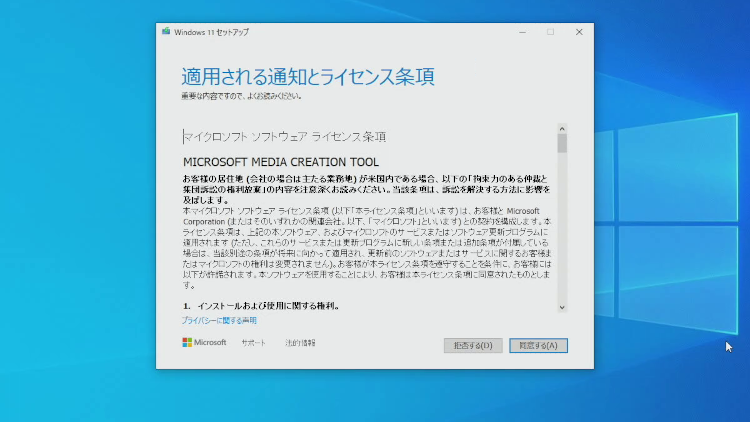 Windows 11 セットアップ
適用される通知とライセンス条項
重要な内容ですので、よくお読みください。
マイクロソフト ソフトウェア ライセンス条項
MICROSOFT MEDIA CREATION TOOL
お客様の居住地 (会社の場合は主たる業務地) が米国内である場合、以下の「拘束力のある仲裁と
集団訴訟の権利放棄」の内容を注意深くお読みください。当該条項は、訴訟を解決する方法に影響を
及ぼします。
本マイクロソフト ソフトウェア ライセンス条項 (以下「本ライセンス条項」といいます) は、お客様と Microsoft
Corporation (またはそのいずれかの関連会社。以下、「マイクロソフト」といいます) との契約を構成します。本
ライセンス条項は、上記の本ソフトウェア、およびマイクロソフトのサービスまたはソフトウェア更新プログラムに
適用されます (ただし、これらのサービスまたは更新プログラムに新しい条項または追加条項が付属している
場合は、当該別途の条項が将来に向かって適用され、更新前のソフトウェアまたはサービスに関するお客様ま
たはマイクロソフトの権利は変更されません)。お客様が本ライセンス条項を遵守することを条件に、お客様には
以下が許諾されます。本ソフトウェアを使用することにより、お客様は本ライセンス条項に同意されたものとしま
す。
1. インストールおよび使用に関する権利。
プライバシーに関する声明
Microsoft サポート 法的情報 拒否する(D) 同意する(A)